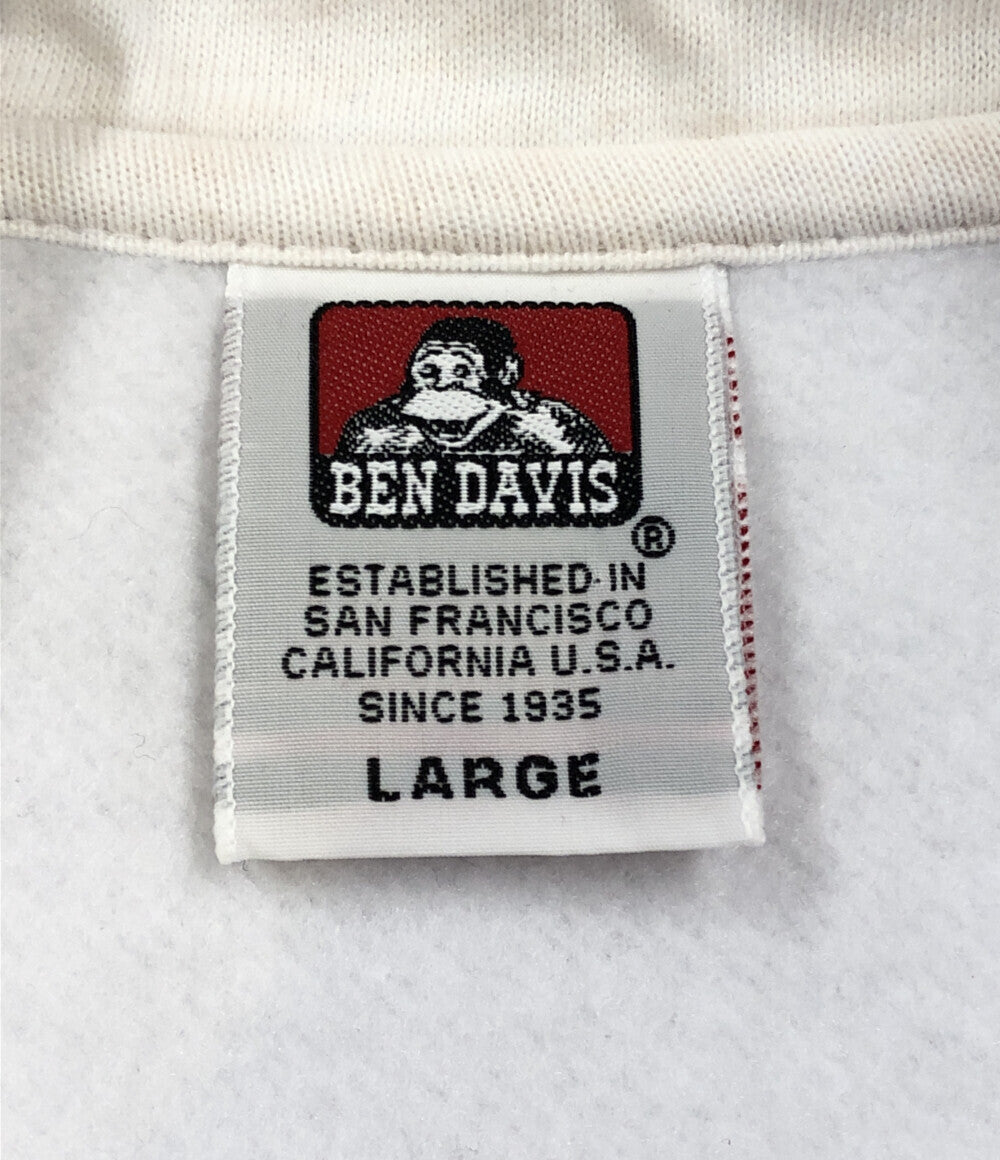 BEN DAVIS
®
ESTABLISHED IN
SAN FRANCISCO
CALIFORNIA U.S.A.
SINCE 1935
LARGE